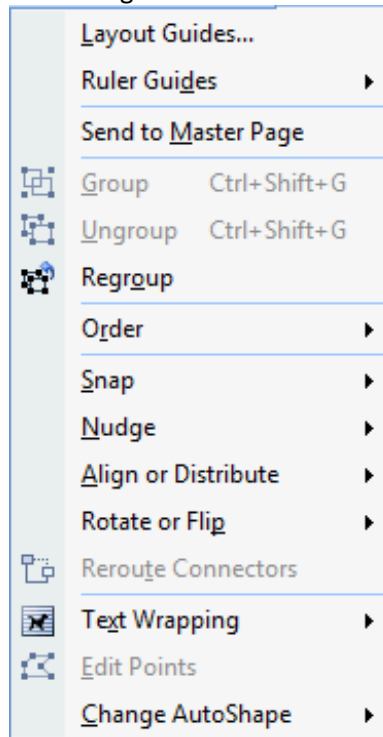 Layout Guides...
Ruler Guides
Send to Master Page
Group Ctrl+Shift+G
Ungroup Ctrl+Shift+G
Regroup
Order
Snap
Nudge
Align or Distribute
Rotate or Flip
Reroute Connectors
Text Wrapping
Edit Points
Change AutoShape